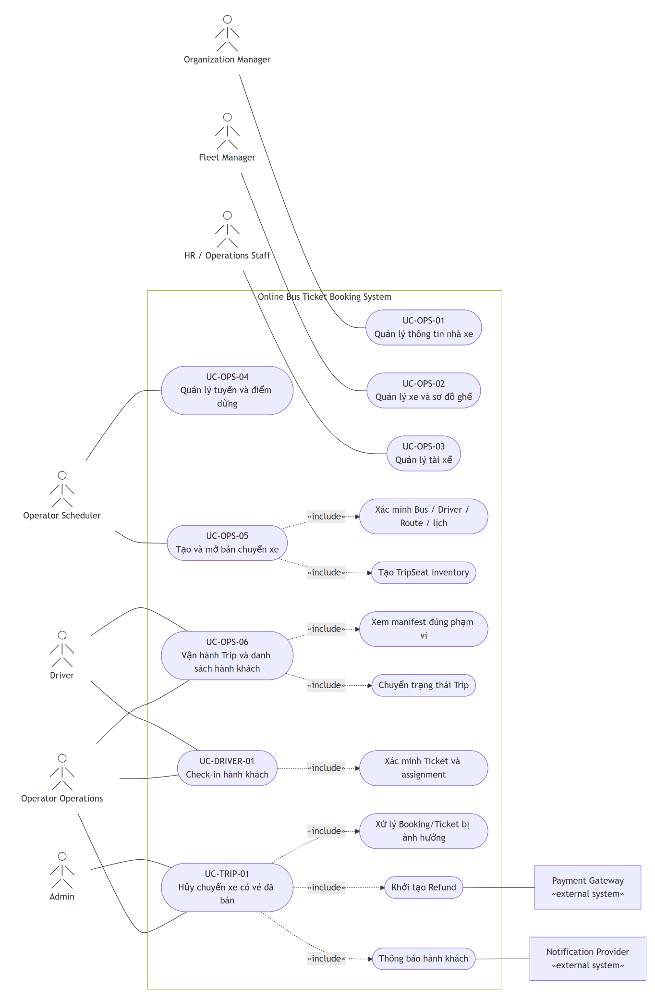 Organization Manager
Fleet Manager
HR / Operations Staff
Online Bus Ticket Booking System
UC-OPS-01
Quản lý thông tin nhà xe
UC-OPS-04
Quản lý tuyến và điểm
dừng
UC-OPS-02
Quản lý xe và sơ đồ ghế
UC-OPS-03
Quản lý tài xế
Operator Scheduler
«include»
Xác minh Bus / Driver /
Route / lịch
UC-OPS-05
Tạo và mở bán chuyến xe
«include»
Tạo TripSeat inventory
«include»
Xem manifest đúng phạm
vi
Driver
UC-OPS-06
Vận hành Trip và danh
sách hành khách
«include»
Chuyển trạng thái Trip
Operator Operations
UC-DRIVER-01
Check-in hành khách
«include»
Xác minh Ticket và
assignment
«include»
Xử lý Booking/Ticket bị
ảnh hưởng
Admin
UC-TRIP-01
Hủy chuyến xe có vé đã
bán
«include»
Khởi tạo Refund
Payment Gateway
«external system»
«include»
Thông báo hành khách
Notification Provider
«external system»